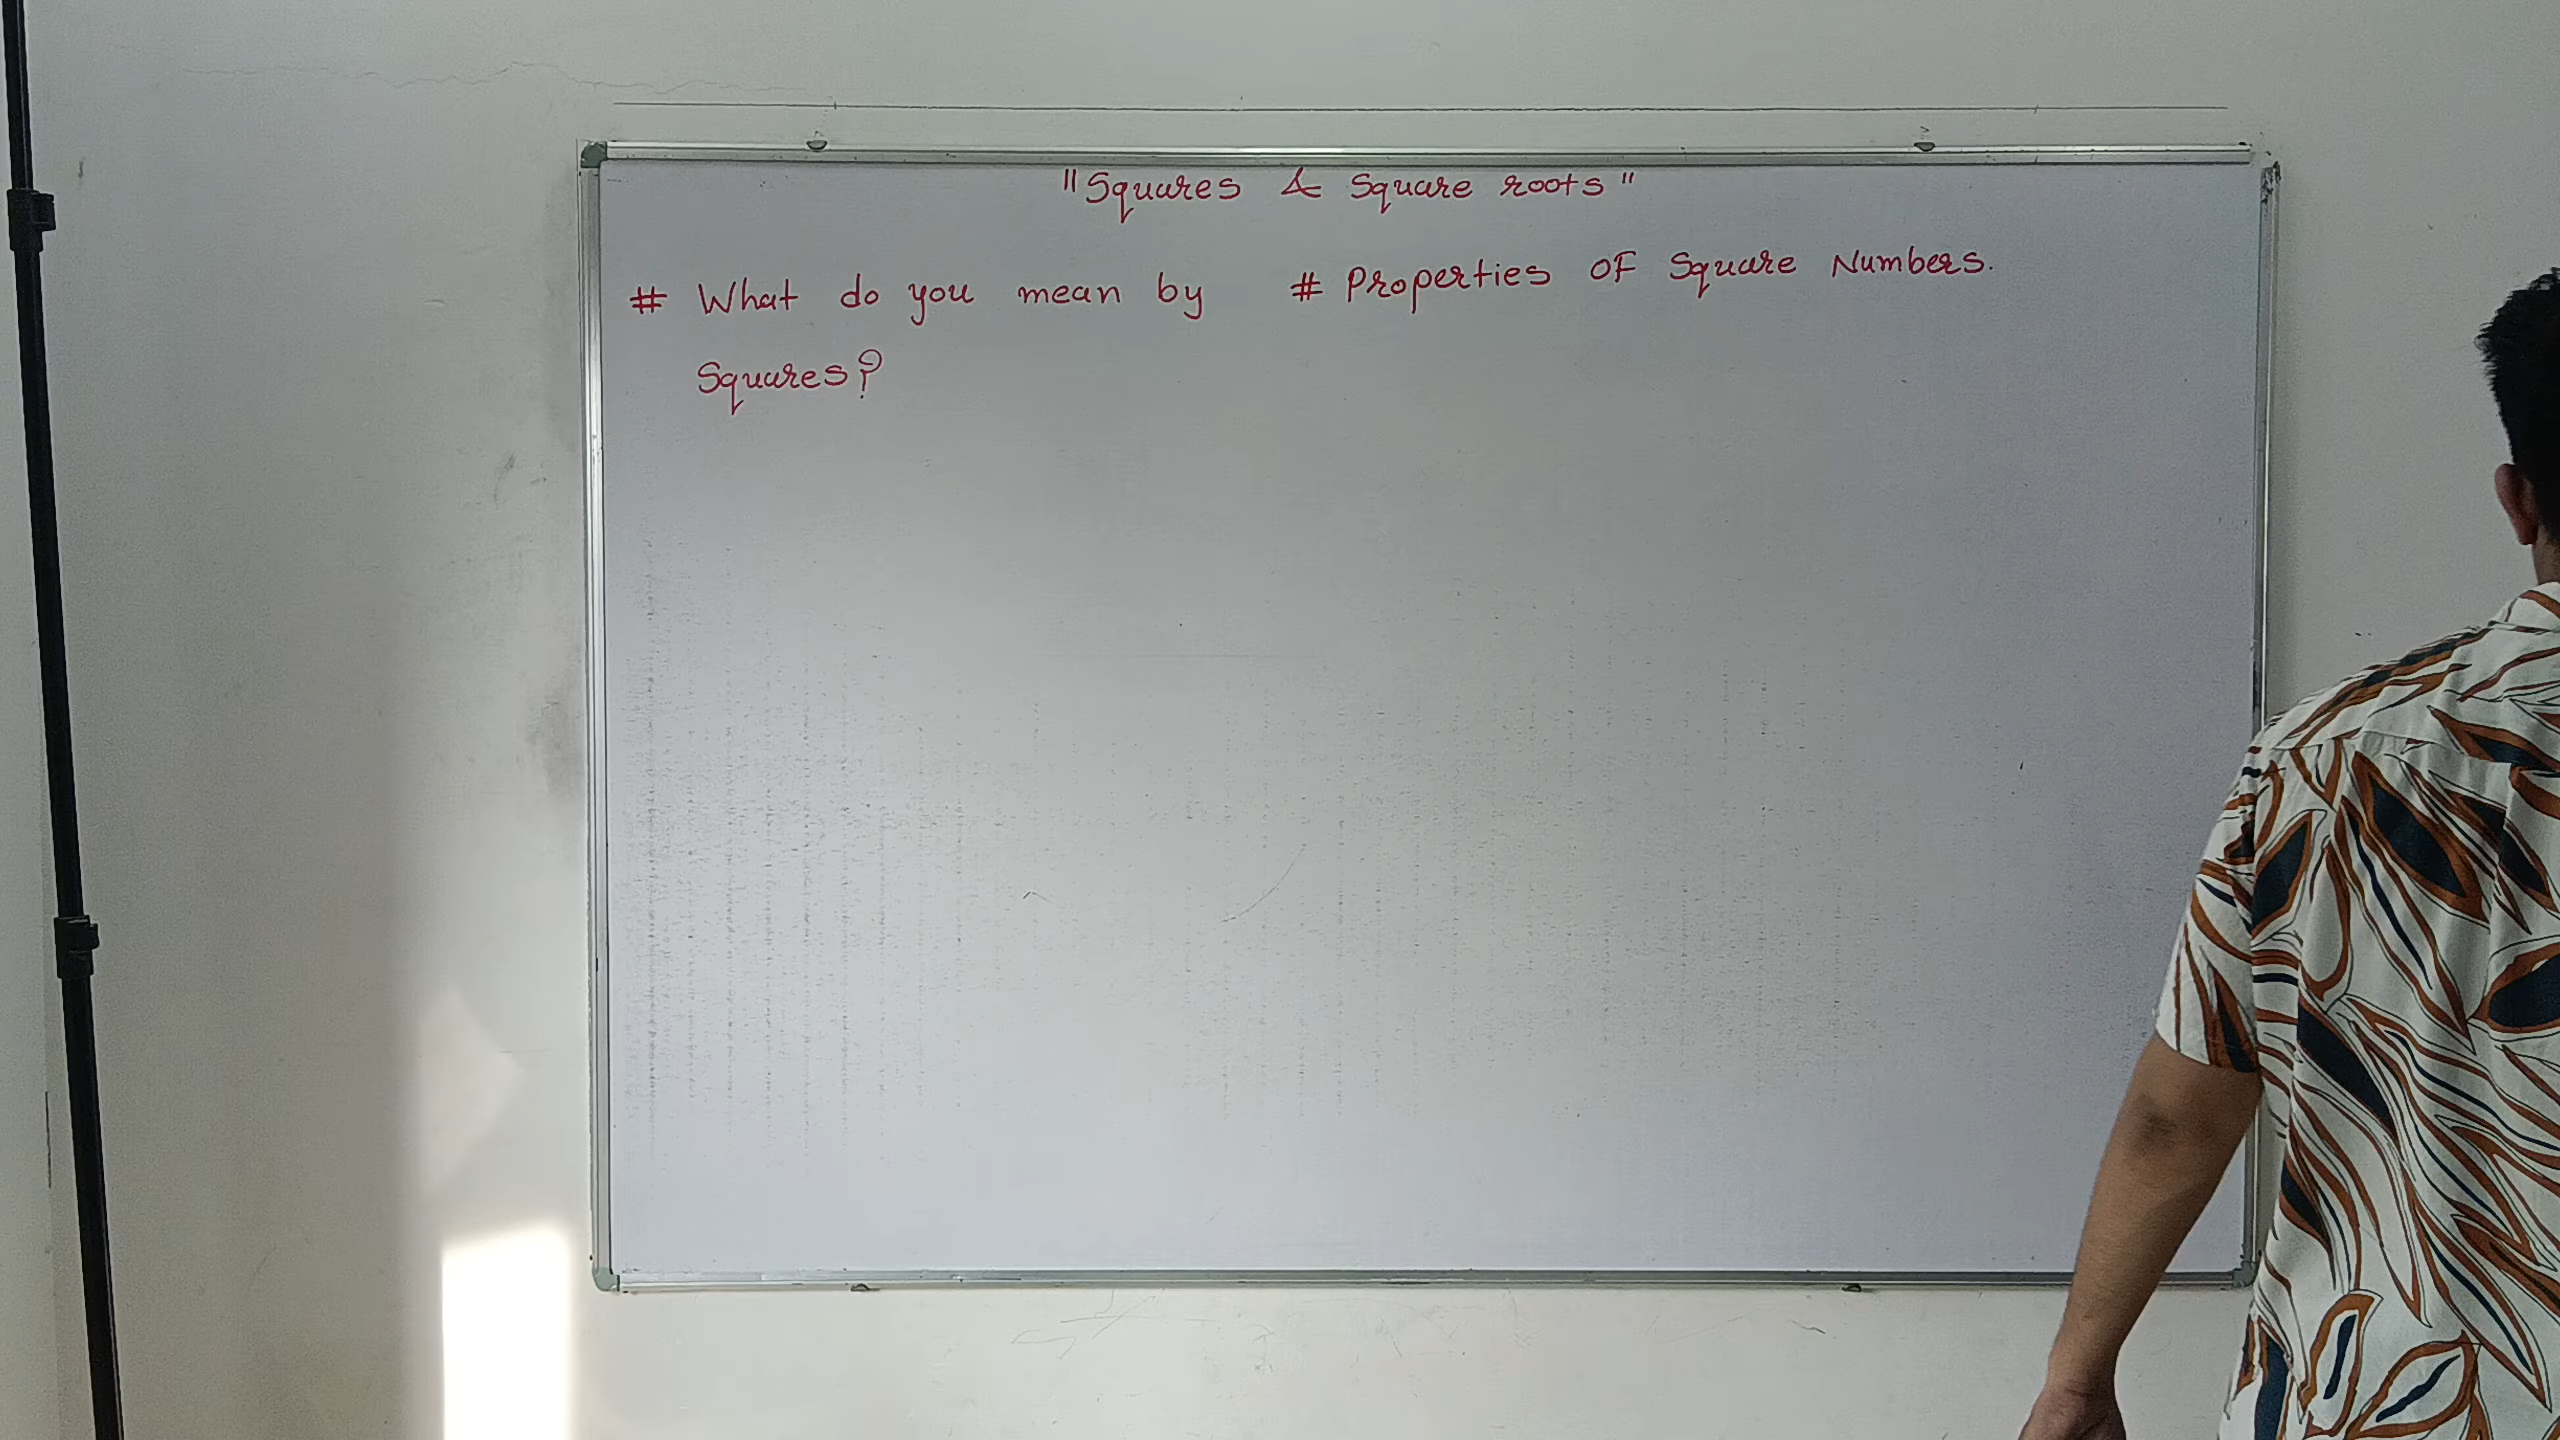 "Squares & Square roots"
# What do you mean by
Squares?
# Properties OF Square Numbers.